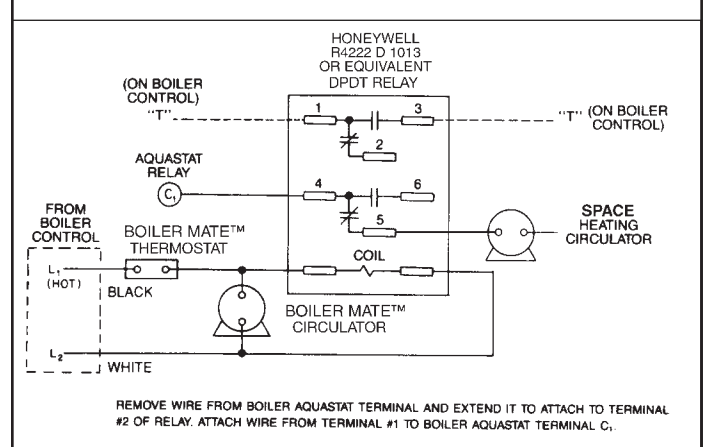 HONEYWELL
R4222 D 1013
OR EQUIVALENT
DPDT RELAY
(ON BOILER
CONTROL)
"T"
1
3
"T" (ON BOILER
CONTROL)
2
AQUASTAT
RELAY
C₁
4
6
5
SPACE
HEATING
CIRCULATOR
FROM
BOILER
CONTROL
BOILER MATE™
THERMOSTAT
L₁
(HOT)
BLACK
COIL
BOILER MATE™
CIRCULATOR
L₂
WHITE
REMOVE WIRE FROM BOILER AQUASTAT TERMINAL AND EXTEND IT TO ATTACH TO TERMINAL
#2 OF RELAY. ATTACH WIRE FROM TERMINAL #1 TO BOILER AQUASTAT TERMINAL C₁.